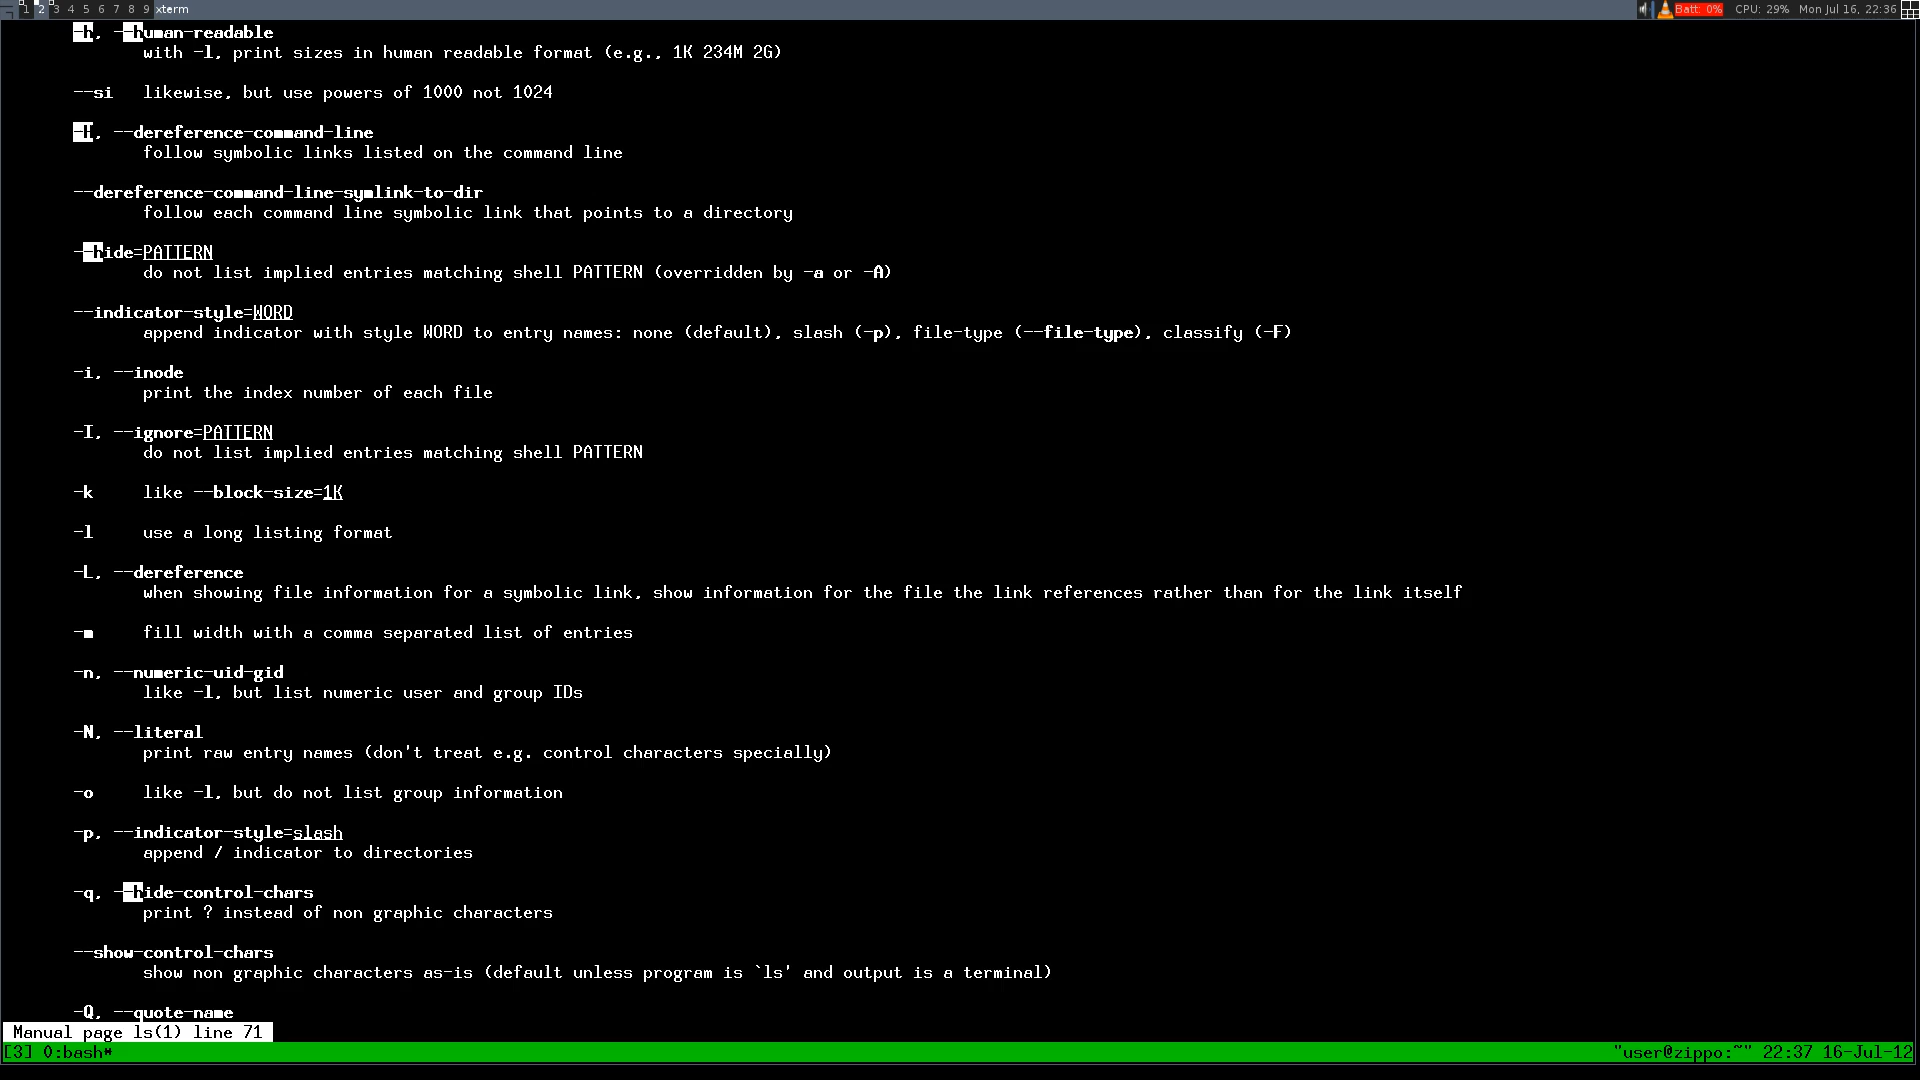 1 2 3 4 5 6 7 8 9 xterm Batt: 0% CPU: 29% Mon Jul 16, 22:36
-h, --human-readable
with -l, print sizes in human readable format (e.g., 1K 234M 2G)
--si likewise, but use powers of 1000 not 1024
-H, --dereference-command-line
follow symbolic links listed on the command line
--dereference-command-line-symlink-to-dir
follow each command line symbolic link that points to a directory
--hide=PATTERN
do not list implied entries matching shell PATTERN (overridden by -a or -A)
--indicator-style=WORD
append indicator with style WORD to entry names: none (default), slash (-p), file-type (--file-type), classify (-F)
-i, --inode
print the index number of each file
-I, --ignore=PATTERN
do not list implied entries matching shell PATTERN
-k like --block-size=1K
-l use a long listing format
-L, --dereference
when showing file information for a symbolic link, show information for the file the link references rather than for the link itself
-m fill width with a comma separated list of entries
-n, --numeric-uid-gid
like -l, but list numeric user and group IDs
-N, --literal
print raw entry names (don't treat e.g. control characters specially)
-o like -l, but do not list group information
-p, --indicator-style=slash
append / indicator to directories
-q, --hide-control-chars
print ? instead of non graphic characters
--show-control-chars
show non graphic characters as-is (default unless program is `ls' and output is a terminal)
-Q, --quote-name
Manual page ls(1) line 71
[3] 0:bash* "user@zippo:~" 22:37 16-Jul-12